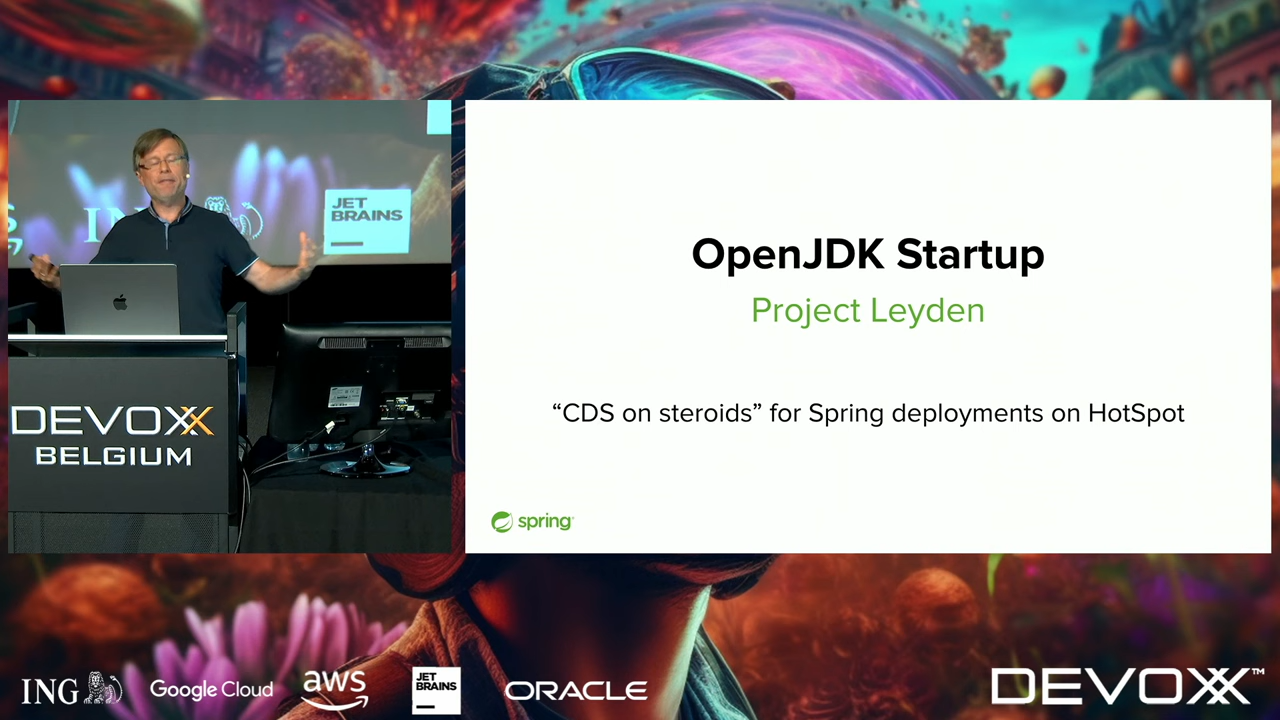 JET
BRAINS
DEVOXX
BELGIUM
OpenJDK Startup
Project Leyden
“CDS on steroids” for Spring deployments on HotSpot
spring
ING
Google Cloud
aws
JET
BRAINS
ORACLE
DEVOXX™